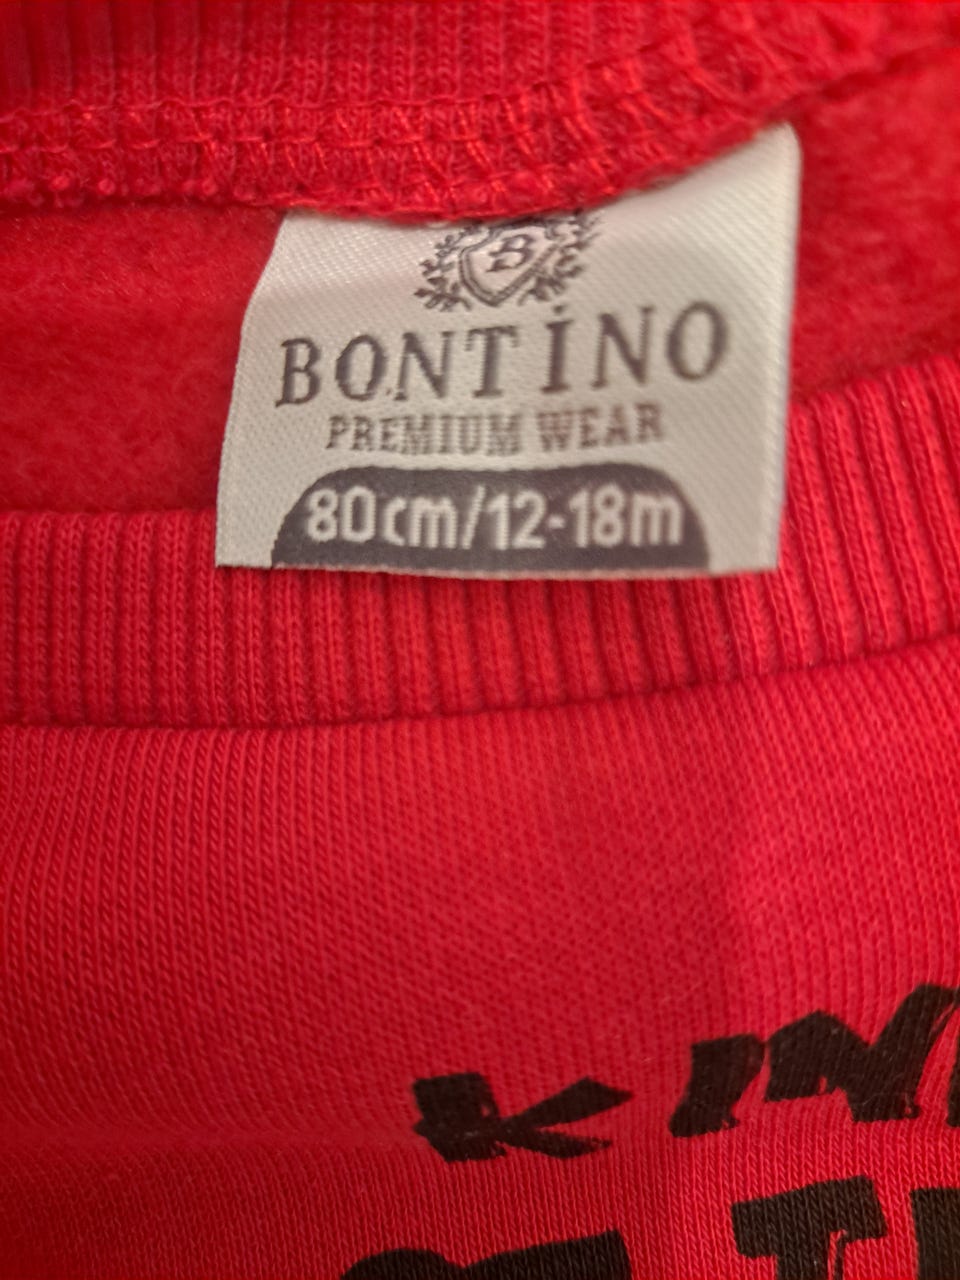 B
BONTİNO
PREMIUM WEAR
80cm/12-18m